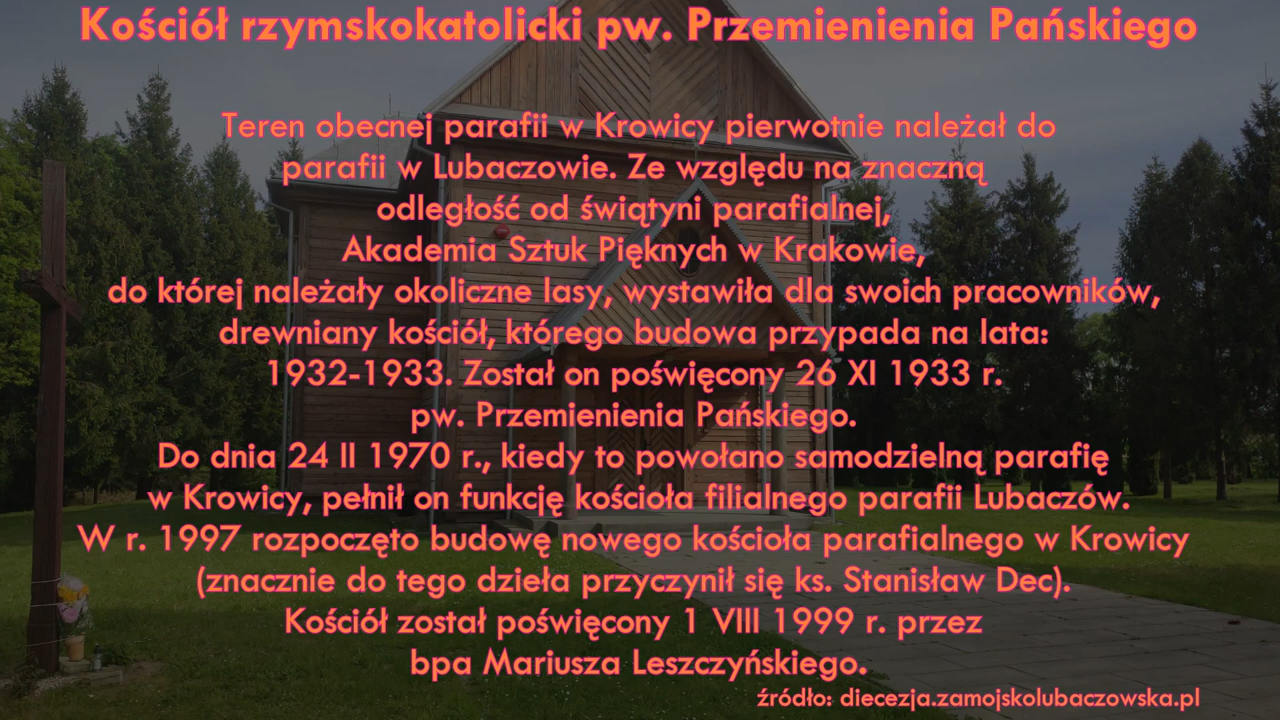 Kościół rzymskokatolicki pw. Przemienienia Pańskiego
Teren obecnej parafii w Krowicy pierwotnie należał do
parafii w Lubaczowie. Ze względu na znaczną
odległość od świątyni parafialnej,
Akademia Sztuk Pięknych w Krakowie,
do której należały okoliczne lasy, wystawiła dla swoich pracowników,
drewniany kościół, którego budowa przypada na lata:
1932-1933. Został on poświęcony 26 XI 1933 r.
pw. Przemienienia Pańskiego.
Do dnia 24 II 1970 r., kiedy to powołano samodzielną parafię
w Krowicy, pełnił on funkcję kościoła filialnego parafii Lubaczów.
W r. 1997 rozpoczęto budowę nowego kościoła parafialnego w Krowicy
(znacznie do tego dzieła przyczynił się ks. Stanisław Dec).
Kościół został poświęcony 1 VIII 1999 r. przez
bpa Mariusza Leszczyńskiego.
źródło: diecezja.zamojskolubaczowska.pl